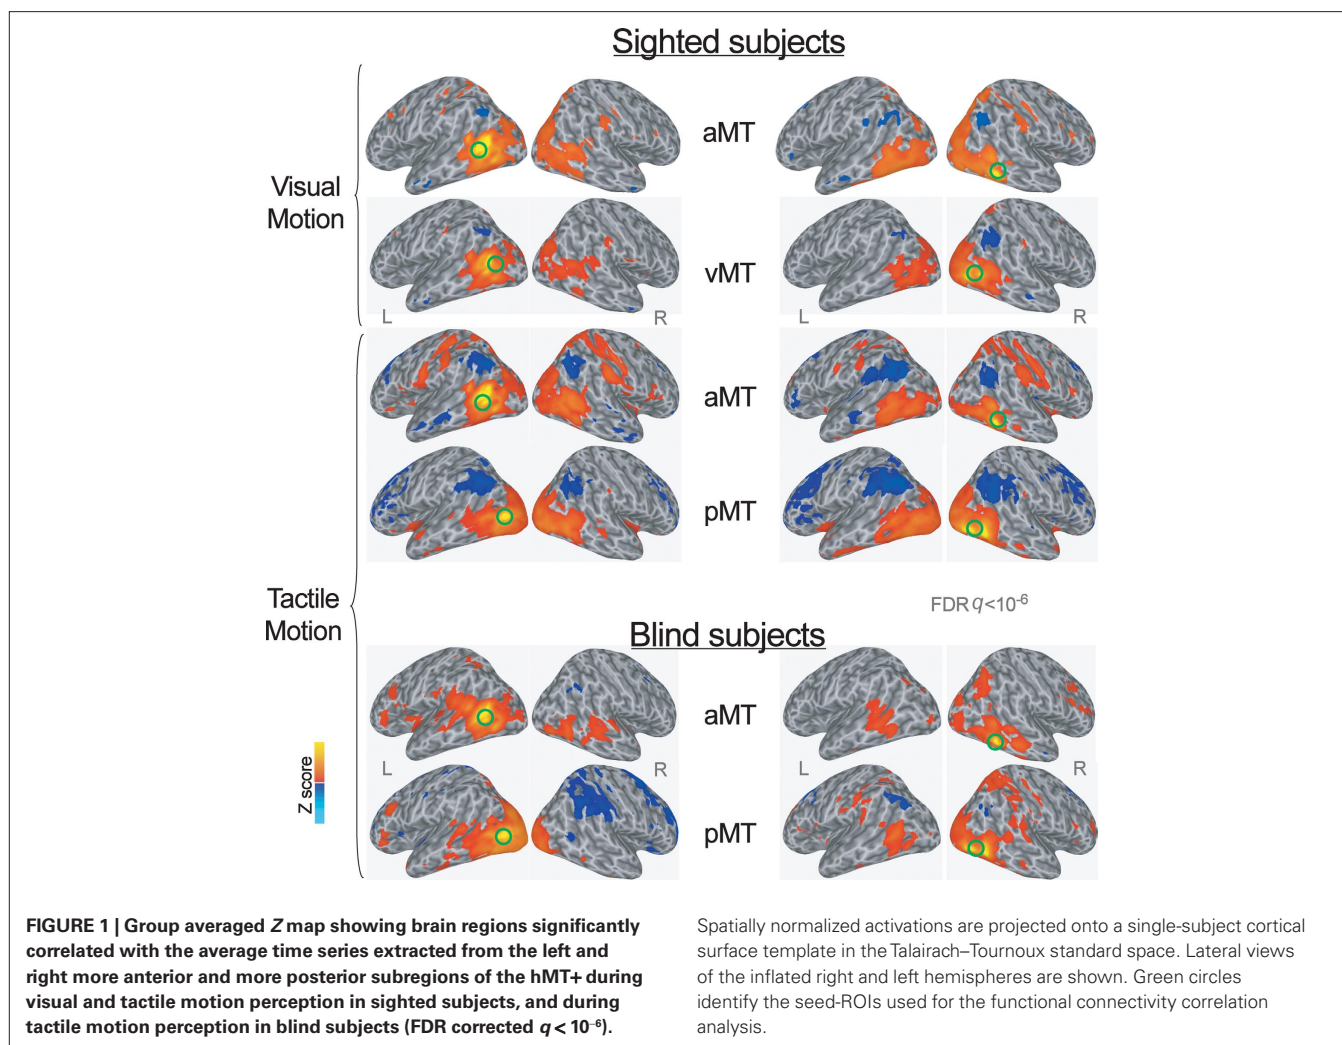 Sighted subjects
Visual
Motion
aMT
vMT
L
R
L
R
Tactile
Motion
aMT
pMT
FDR q<10⁻⁶
Blind subjects
aMT
L
R
L
R
pMT
Z score
FIGURE 1 | Group averaged Z map showing brain regions significantly
correlated with the average time series extracted from the left and
right more anterior and more posterior subregions of the hMT+ during
visual and tactile motion perception in sighted subjects, and during
tactile motion perception in blind subjects (FDR corrected q < 10⁻⁶).
Spatially normalized activations are projected onto a single-subject cortical
surface template in the Talairach–Tournoux standard space. Lateral views
of the inflated right and left hemispheres are shown. Green circles
identify the seed-ROIs used for the functional connectivity correlation
analysis.